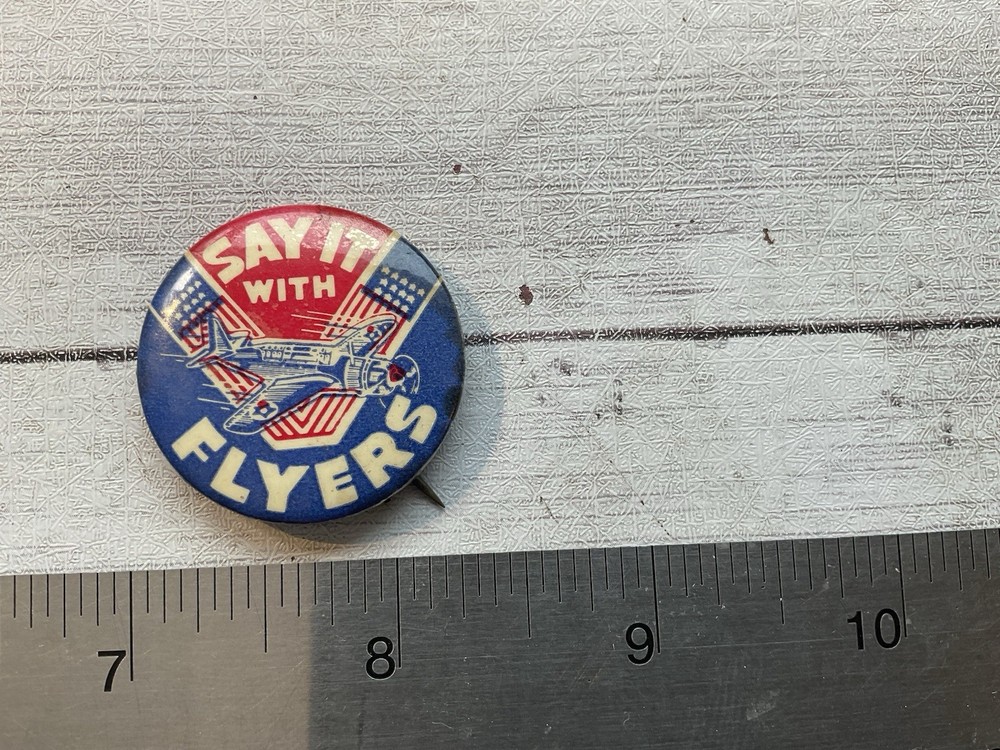 SAY IT
WITH
FLYERS
7 8 9 10